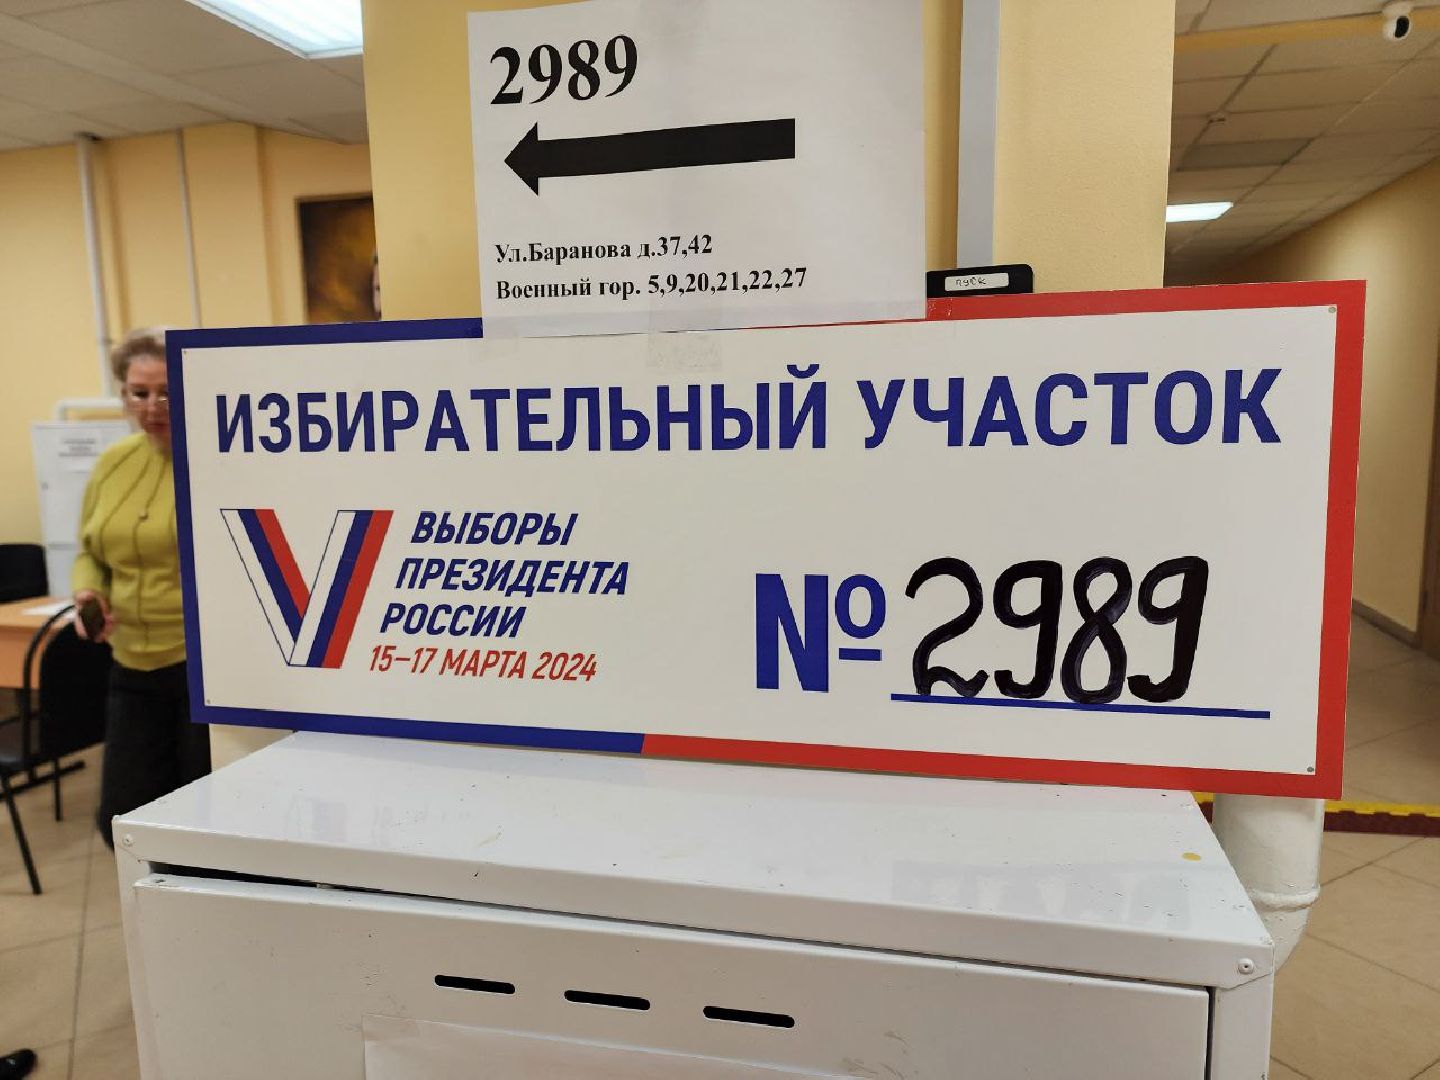 2989
Ул.Баранова д.37,42
Военный гор. 5,9,20,21,22,27
пуск
ИЗБИРАТЕЛЬНЫЙ УЧАСТОК
ВЫБОРЫ
ПРЕЗИДЕНТА
РОССИИ
15–17 МАРТА 2024
№ 2989